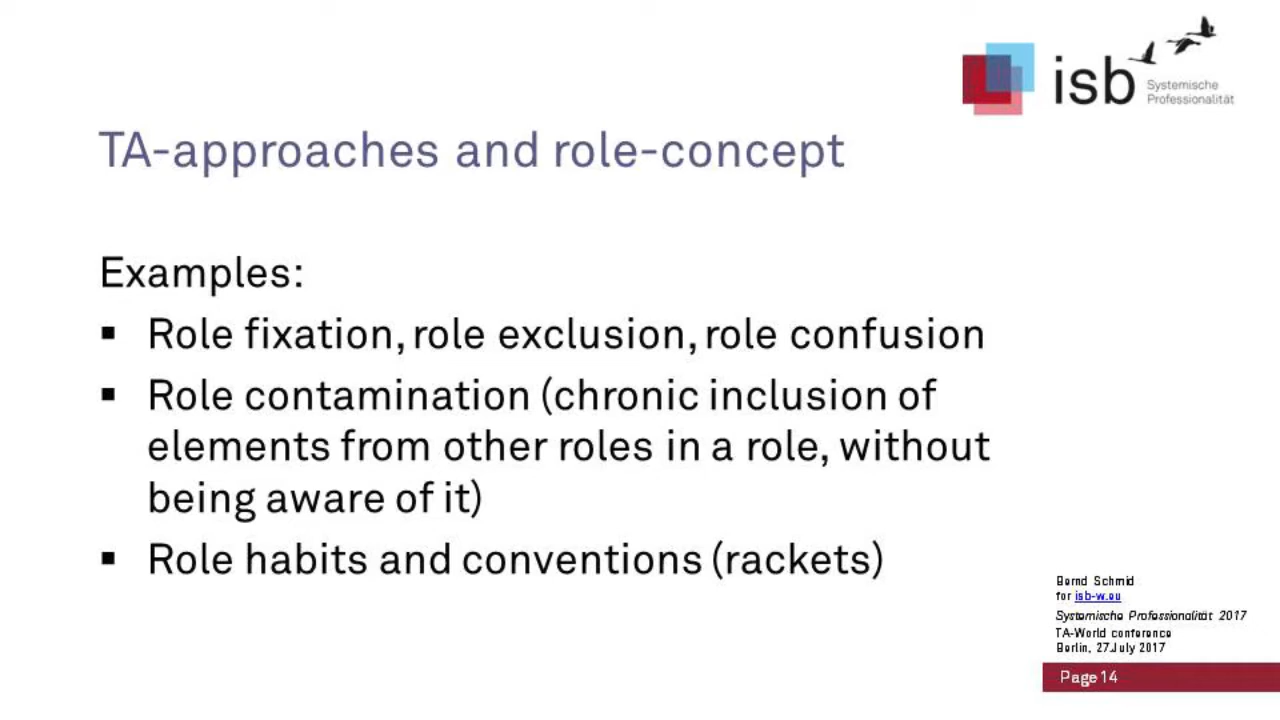 isb
Systemische
Professionalität
TA-approaches and role-concept
Examples:
▪ Role fixation, role exclusion, role confusion
▪ Role contamination (chronic inclusion of
elements from other roles in a role, without
being aware of it)
▪ Role habits and conventions (rackets)
Bernd Schmid
for isb-w.eu
Systemische Professionalität 2017
TA-World conference
Berlin, 27.July 2017
Page 14